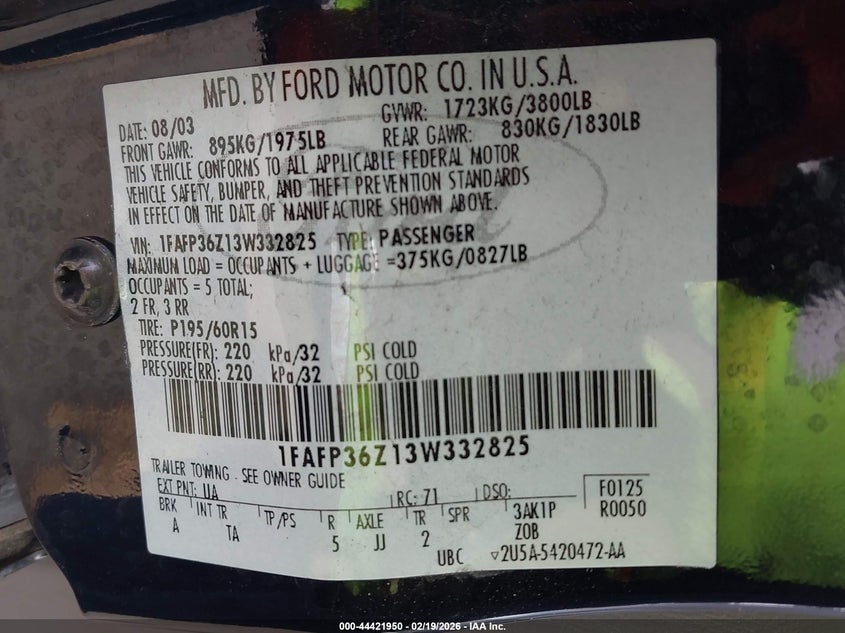 MFD. BY FORD MOTOR CO. IN U.S.A.
DATE: 08/03 GVWR: 1723KG/3800LB
FRONT GAWR: 895KG/1975LB REAR GAWR: 830KG/1830LB
THIS VEHICLE CONFORMS TO ALL APPLICABLE FEDERAL MOTOR
VEHICLE SAFETY, BUMPER, AND THEFT PREVENTION STANDARDS
IN EFFECT ON THE DATE OF MANUFACTURE SHOWN ABOVE.
VIN: 1FAFP36Z13W332825 TYPE: PASSENGER
MAXIMUM LOAD = OCCUPANTS + LUGGAGE =375KG/0827LB
OCCUPANTS = 5 TOTAL;
2 FR, 3 RR
TIRE: P195/60R15
PRESSURE(FR): 220 kPa/32 PSI COLD
PRESSURE(RR): 220 kPa/32 PSI COLD
1FAFP36Z13W332825
TRAILER TOWING - SEE OWNER GUIDE
EXT PNT: UA RC: 71 DSO: F0125
BRK INT TR TP/PS R AXLE TR SPR 3AK1P R0050
A TA 5 JJ 2 ZOB
UBC ▽2U5A-5420472-AA
000-44421950 02/19/2026 IAA Inc.